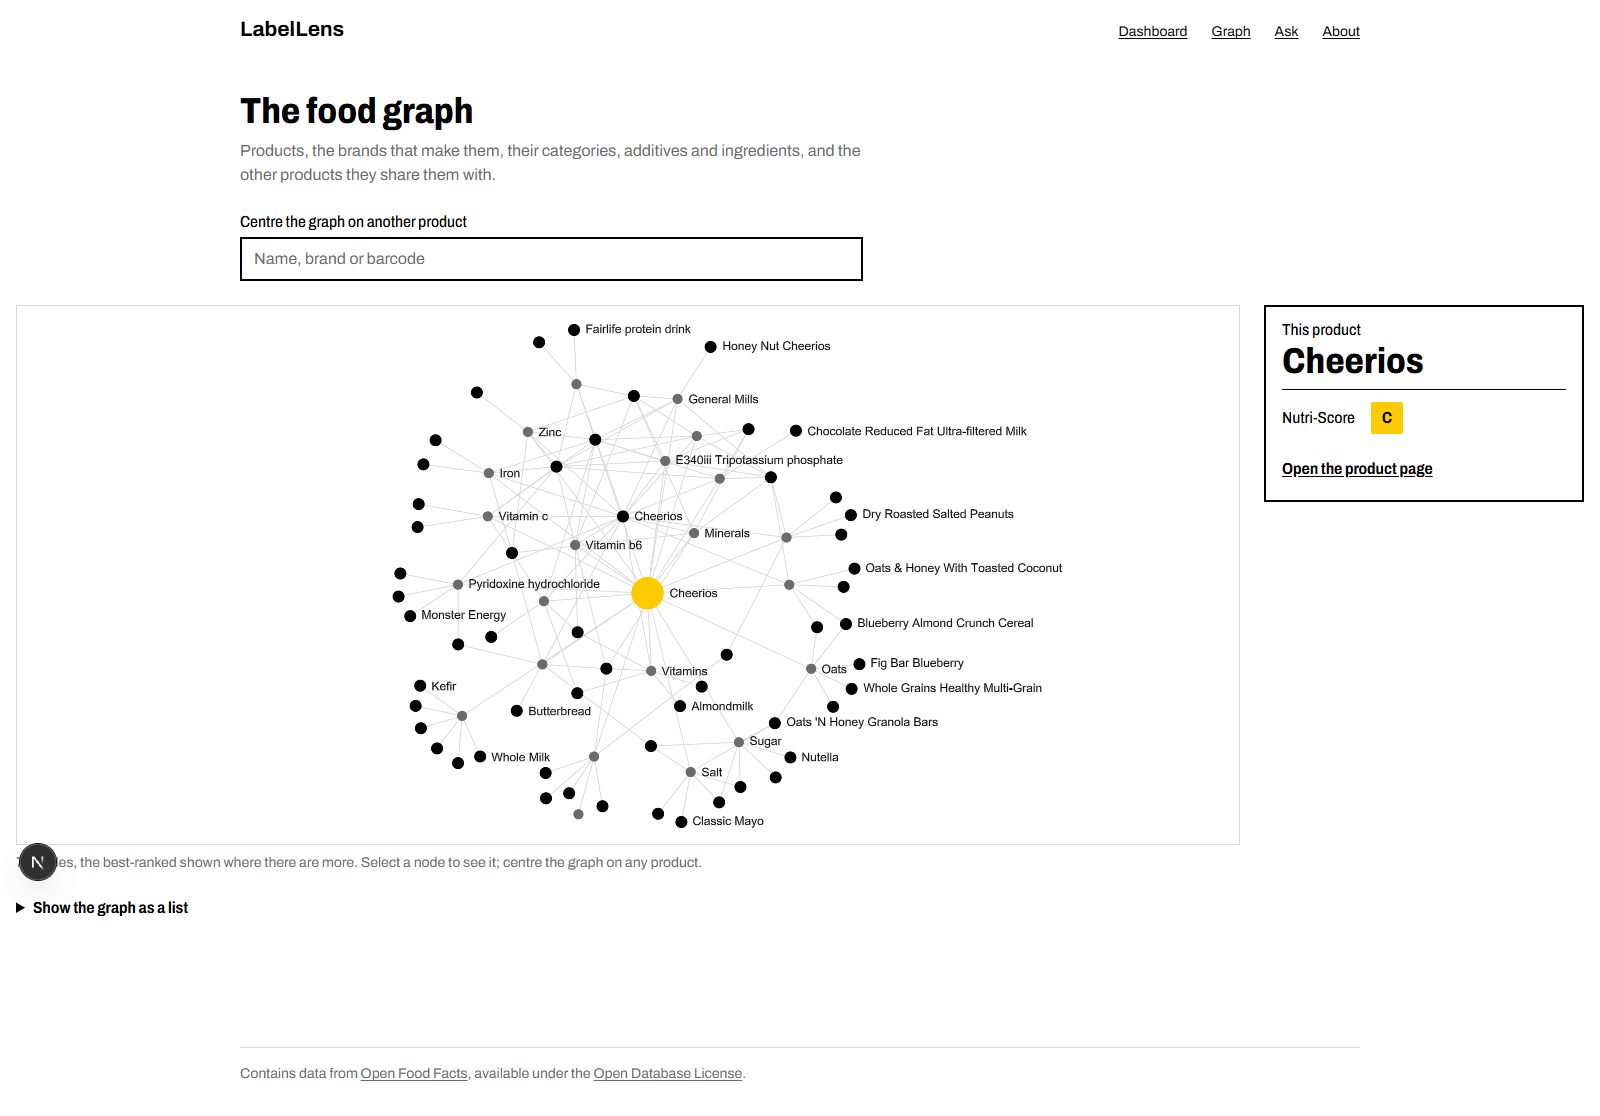 LabelLens
Dashboard Graph Ask About
The food graph
Products, the brands that make them, their categories, additives and ingredients, and the
other products they share them with.
Centre the graph on another product
Name, brand or barcode
Fairlife protein drink
Honey Nut Cheerios
General Mills
Zinc
Chocolate Reduced Fat Ultra-filtered Milk
E340iii Tripotassium phosphate
Iron
Vitamin c
Cheerios
Dry Roasted Salted Peanuts
Minerals
Vitamin b6
Oats & Honey With Toasted Coconut
Pyridoxine hydrochloride
Cheerios
Monster Energy
Blueberry Almond Crunch Cereal
Vitamins
Oats
Fig Bar Blueberry
Kefir
Whole Grains Healthy Multi-Grain
Butterbread
Almondmilk
Oats 'N Honey Granola Bars
Sugar
Whole Milk
Nutella
Salt
Classic Mayo
This product
Cheerios
Nutri-Score C
Open the product page
N
, the best-ranked shown where there are more. Select a node to see it; centre the graph on any product.
Show the graph as a list
Contains data from Open Food Facts, available under the Open Database License.